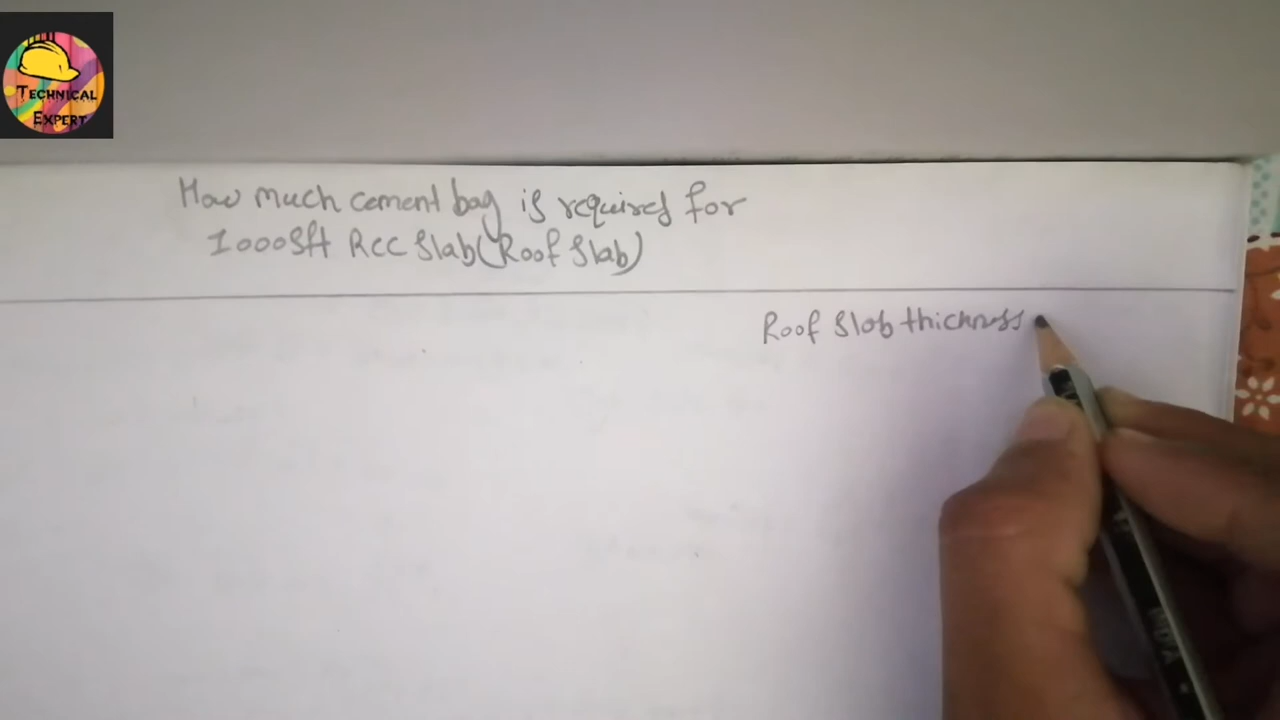 TECHNICAL
EXPERT
How much cement bag is required for
1000Sft RCC Slab(Roof Slab)
Roof Slab thickness